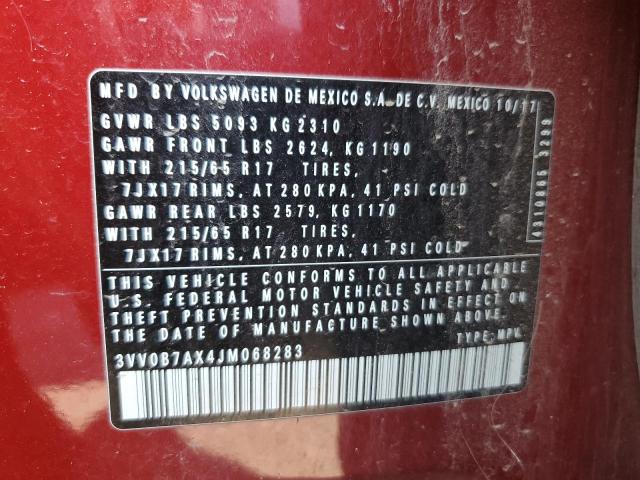 MFD BY VOLKSWAGEN DE MEXICO S.A. DE C.V. MEXICO 10/17
GVWR LBS 5093 KG 2310
GAWR FRONT LBS 2624, KG 1190
WITH 215/65 R17 TIRES,
7JX17 RIMS, AT 280 KPA, 41 PSI COLD
GAWR REAR LBS 2579, KG 1170
WITH 215/65 R17 TIRES,
7JX17 RIMS, AT 280 KPA, 41 PSI COLD
THIS VEHICLE CONFORMS TO ALL APPLICABLE
U.S. FEDERAL MOTOR VEHICLE SAFETY AND
THEFT PREVENTION STANDARDS IN EFFECT ON
THE DATE OF MANUFACTURE SHOWN ABOVE.
TYPE: MPV
3VV0B7AX4JM068283
3299